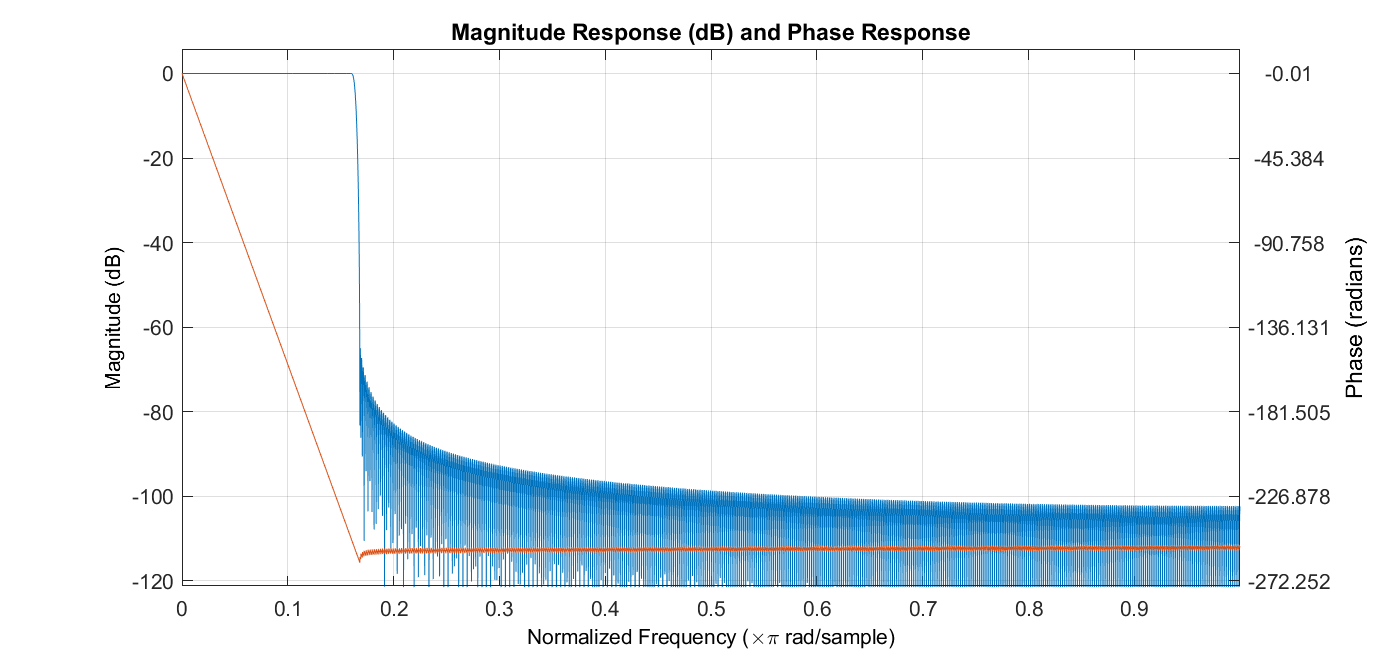 Magnitude Response (dB) and Phase Response
0
-20
-40
-60
-80
-100
-120
Magnitude (dB)
-0.01
-45.384
-90.758
-136.131
-181.505
-226.878
-272.252
Phase (radians)
0 0.1 0.2 0.3 0.4 0.5 0.6 0.7 0.8 0.9
Normalized Frequency (×π rad/sample)